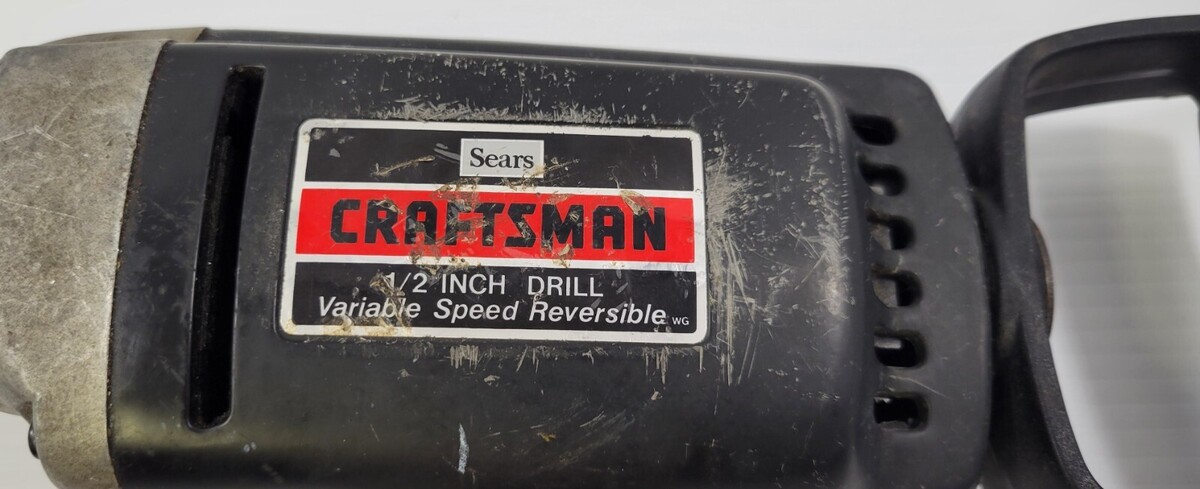 Sears
CRAFTSMAN
1/2 INCH DRILL
Variable Speed Reversible WG